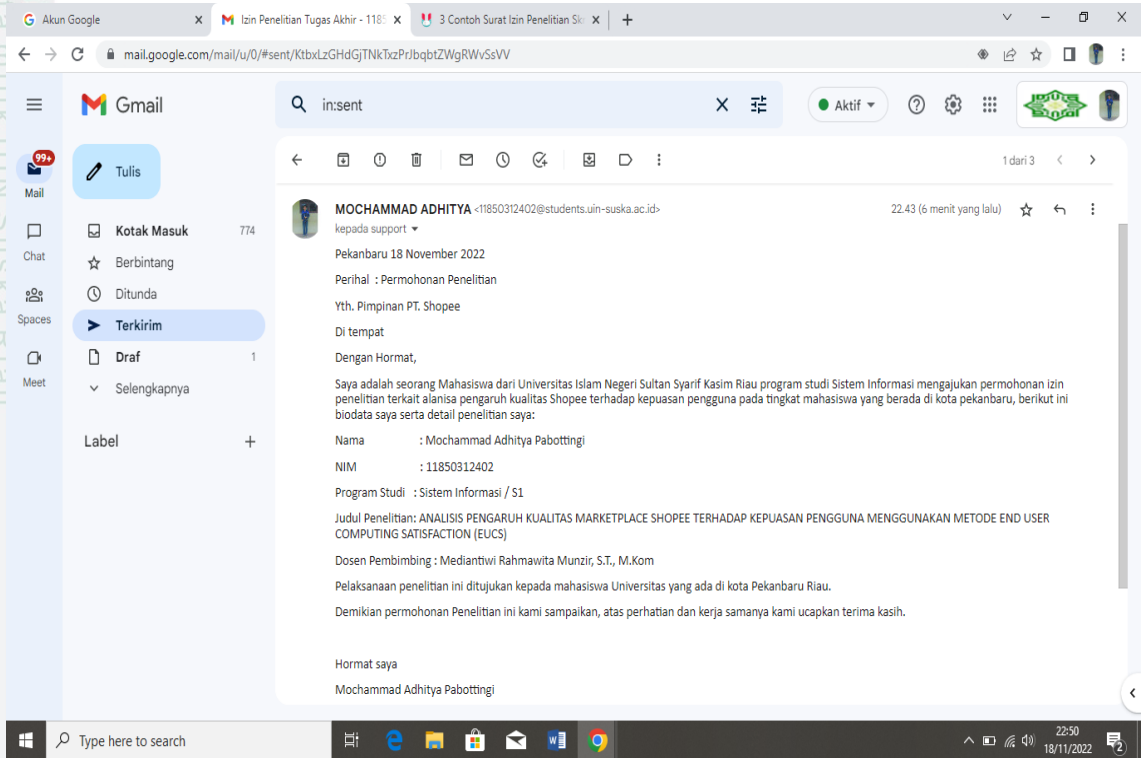 Akun Google
Izin Penelitian Tugas Akhir - 1185
3 Contoh Surat Izin Penelitian Sk
mail.google.com/mail/u/0/#sent/KtbxLzGHdGjTNkTxzPrJbqbtZWgRWvSsVV
Gmail
in:sent
Aktif
99+
Mail
Chat
Spaces
Meet
Tulis
Kotak Masuk 774
Berbintang
Ditunda
Terkirim
Draf 1
Selengkapnya
Label +
1 dari 3
MOCHAMMAD ADHITYA <11850312402@students.uin-suska.ac.id> 22.43 (6 menit yang lalu)
kepada support
Pekanbaru 18 November 2022
Perihal : Permohonan Penelitian
Yth. Pimpinan PT. Shopee
Di tempat
Dengan Hormat,
Saya adalah seorang Mahasiswa dari Universitas Islam Negeri Sultan Syarif Kasim Riau program studi Sistem Informasi mengajukan permohonan izin
penelitian terkait alanisa pengaruh kualitas Shopee terhadap kepuasan pengguna pada tingkat mahasiswa yang berada di kota pekanbaru, berikut ini
biodata saya serta detail penelitian saya:
Nama : Mochammad Adhitya Pabottingi
NIM : 11850312402
Program Studi : Sistem Informasi / S1
Judul Penelitian: ANALISIS PENGARUH KUALITAS MARKETPLACE SHOPEE TERHADAP KEPUASAN PENGGUNA MENGGUNAKAN METODE END USER
COMPUTING SATISFACTION (EUCS)
Dosen Pembimbing : Mediantiwi Rahmawita Munzir, S.T., M.Kom
Pelaksanaan penelitian ini ditujukan kepada mahasiswa Universitas yang ada di kota Pekanbaru Riau.
Demikian permohonan Penelitian ini kami sampaikan, atas perhatian dan kerja samanya kami ucapkan terima kasih.
Hormat saya
Mochammad Adhitya Pabottingi
Type here to search
22:50
18/11/2022
2